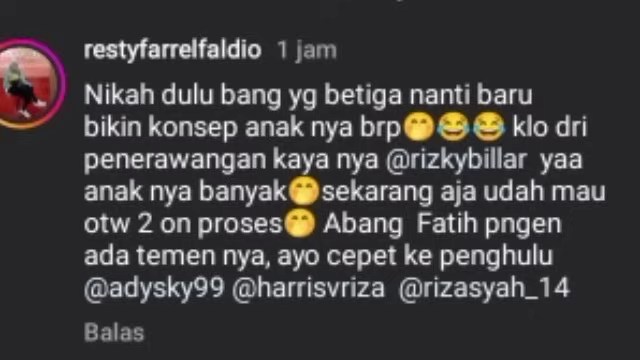 restyfarrelfaldio 1 jam
Nikah dulu bang yg betiga nanti baru
bikin konsep anak nya brp🤭😂😂 klo dri
penerawangan kaya nya @rizkybillar yaa
anak nya banyak🤭sekarang aja udah mau
otw 2 on proses🤭 Abang Fatih pngen
ada temen nya, ayo cepet ke penghulu
@adysky99 @harrisvriza @rizasyah_14
Balas